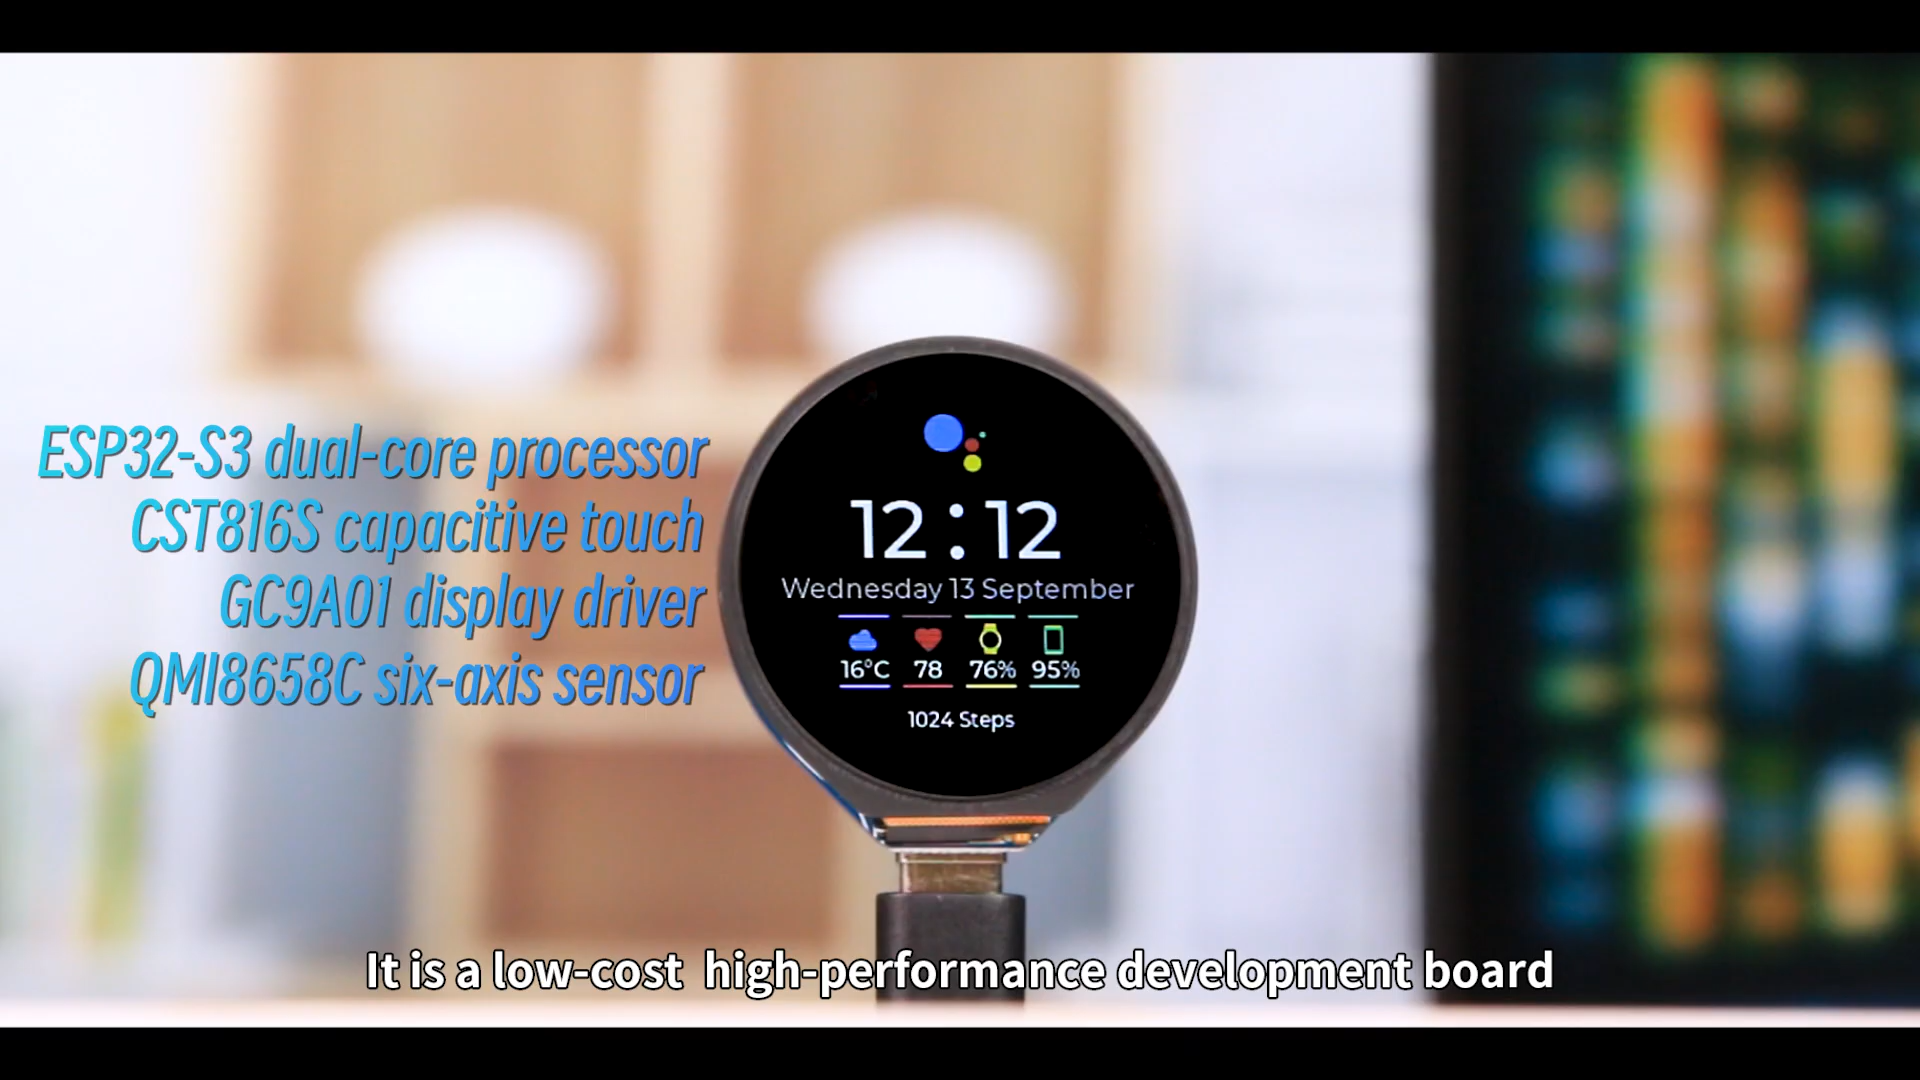 ESP32-S3 dual-core processor
CST816S capacitive touch
GC9A01 display driver
QMI8658C six-axis sensor
12:12
Wednesday 13 September
16°C 78 76% 95%
1024 Steps
It is a low-cost high-performance development board